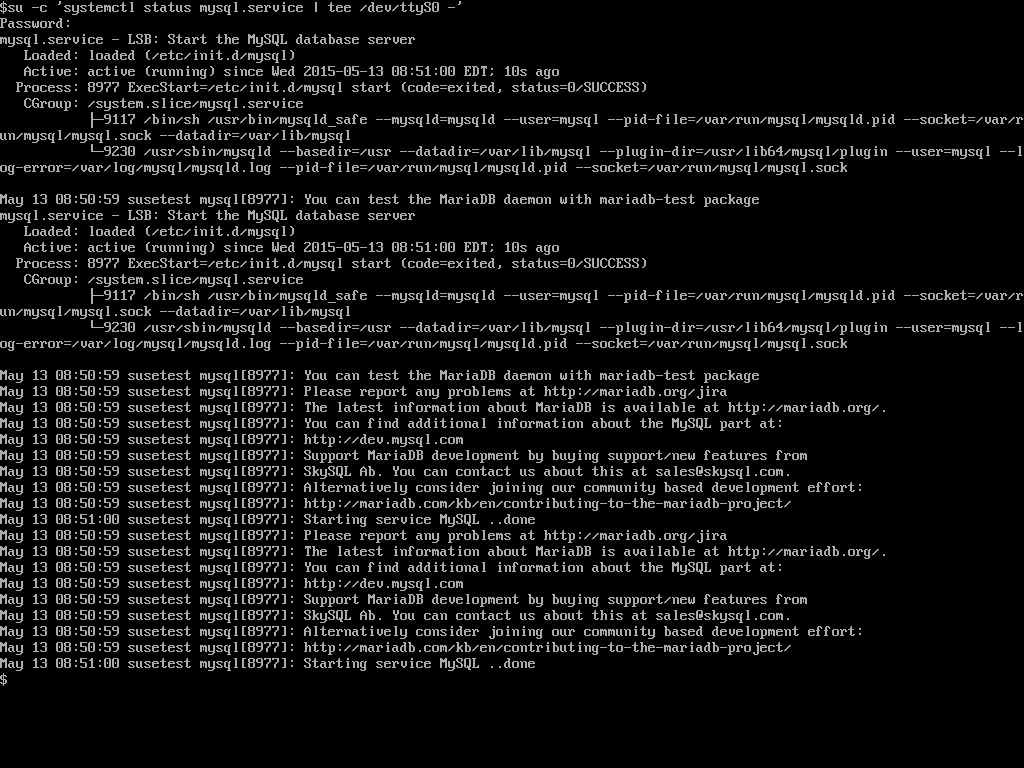 $su -c 'systemctl status mysql.service | tee /dev/ttyS0 -'
Password:
mysql.service - LSB: Start the MySQL database server
   Loaded: loaded (/etc/init.d/mysql)
   Active: active (running) since Wed 2015-05-13 08:51:00 EDT; 10s ago
  Process: 8977 ExecStart=/etc/init.d/mysql start (code=exited, status=0/SUCCESS)
   CGroup: /system.slice/mysql.service
           ├─9117 /bin/sh /usr/bin/mysqld_safe --mysqld=mysqld --user=mysql --pid-file=/var/run/mysql/mysqld.pid --socket=/var/r
un/mysql/mysql.sock --datadir=/var/lib/mysql
           └─9230 /usr/sbin/mysqld --basedir=/usr --datadir=/var/lib/mysql --plugin-dir=/usr/lib64/mysql/plugin --user=mysql --l
og-error=/var/log/mysql/mysqld.log --pid-file=/var/run/mysql/mysqld.pid --socket=/var/run/mysql/mysql.sock

May 13 08:50:59 susetest mysql[8977]: You can test the MariaDB daemon with mariadb-test package
mysql.service - LSB: Start the MySQL database server
   Loaded: loaded (/etc/init.d/mysql)
   Active: active (running) since Wed 2015-05-13 08:51:00 EDT; 10s ago
  Process: 8977 ExecStart=/etc/init.d/mysql start (code=exited, status=0/SUCCESS)
   CGroup: /system.slice/mysql.service
           ├─9117 /bin/sh /usr/bin/mysqld_safe --mysqld=mysqld --user=mysql --pid-file=/var/run/mysql/mysqld.pid --socket=/var/r
un/mysql/mysql.sock --datadir=/var/lib/mysql
           └─9230 /usr/sbin/mysqld --basedir=/usr --datadir=/var/lib/mysql --plugin-dir=/usr/lib64/mysql/plugin --user=mysql --l
og-error=/var/log/mysql/mysqld.log --pid-file=/var/run/mysql/mysqld.pid --socket=/var/run/mysql/mysql.sock

May 13 08:50:59 susetest mysql[8977]: You can test the MariaDB daemon with mariadb-test package
May 13 08:50:59 susetest mysql[8977]: Please report any problems at http://mariadb.org/jira
May 13 08:50:59 susetest mysql[8977]: The latest information about MariaDB is available at http://mariadb.org/.
May 13 08:50:59 susetest mysql[8977]: You can find additional information about the MySQL part at:
May 13 08:50:59 susetest mysql[8977]: http://dev.mysql.com
May 13 08:50:59 susetest mysql[8977]: Support MariaDB development by buying support/new features from
May 13 08:50:59 susetest mysql[8977]: SkySQL Ab. You can contact us about this at sales@skysql.com.
May 13 08:50:59 susetest mysql[8977]: Alternatively consider joining our community based development effort:
May 13 08:50:59 susetest mysql[8977]: http://mariadb.com/kb/en/contributing-to-the-mariadb-project/
May 13 08:51:00 susetest mysql[8977]: Starting service MySQL ..done
May 13 08:50:59 susetest mysql[8977]: Please report any problems at http://mariadb.org/jira
May 13 08:50:59 susetest mysql[8977]: The latest information about MariaDB is available at http://mariadb.org/.
May 13 08:50:59 susetest mysql[8977]: You can find additional information about the MySQL part at:
May 13 08:50:59 susetest mysql[8977]: http://dev.mysql.com
May 13 08:50:59 susetest mysql[8977]: Support MariaDB development by buying support/new features from
May 13 08:50:59 susetest mysql[8977]: SkySQL Ab. You can contact us about this at sales@skysql.com.
May 13 08:50:59 susetest mysql[8977]: Alternatively consider joining our community based development effort:
May 13 08:50:59 susetest mysql[8977]: http://mariadb.com/kb/en/contributing-to-the-mariadb-project/
May 13 08:51:00 susetest mysql[8977]: Starting service MySQL ..done
$